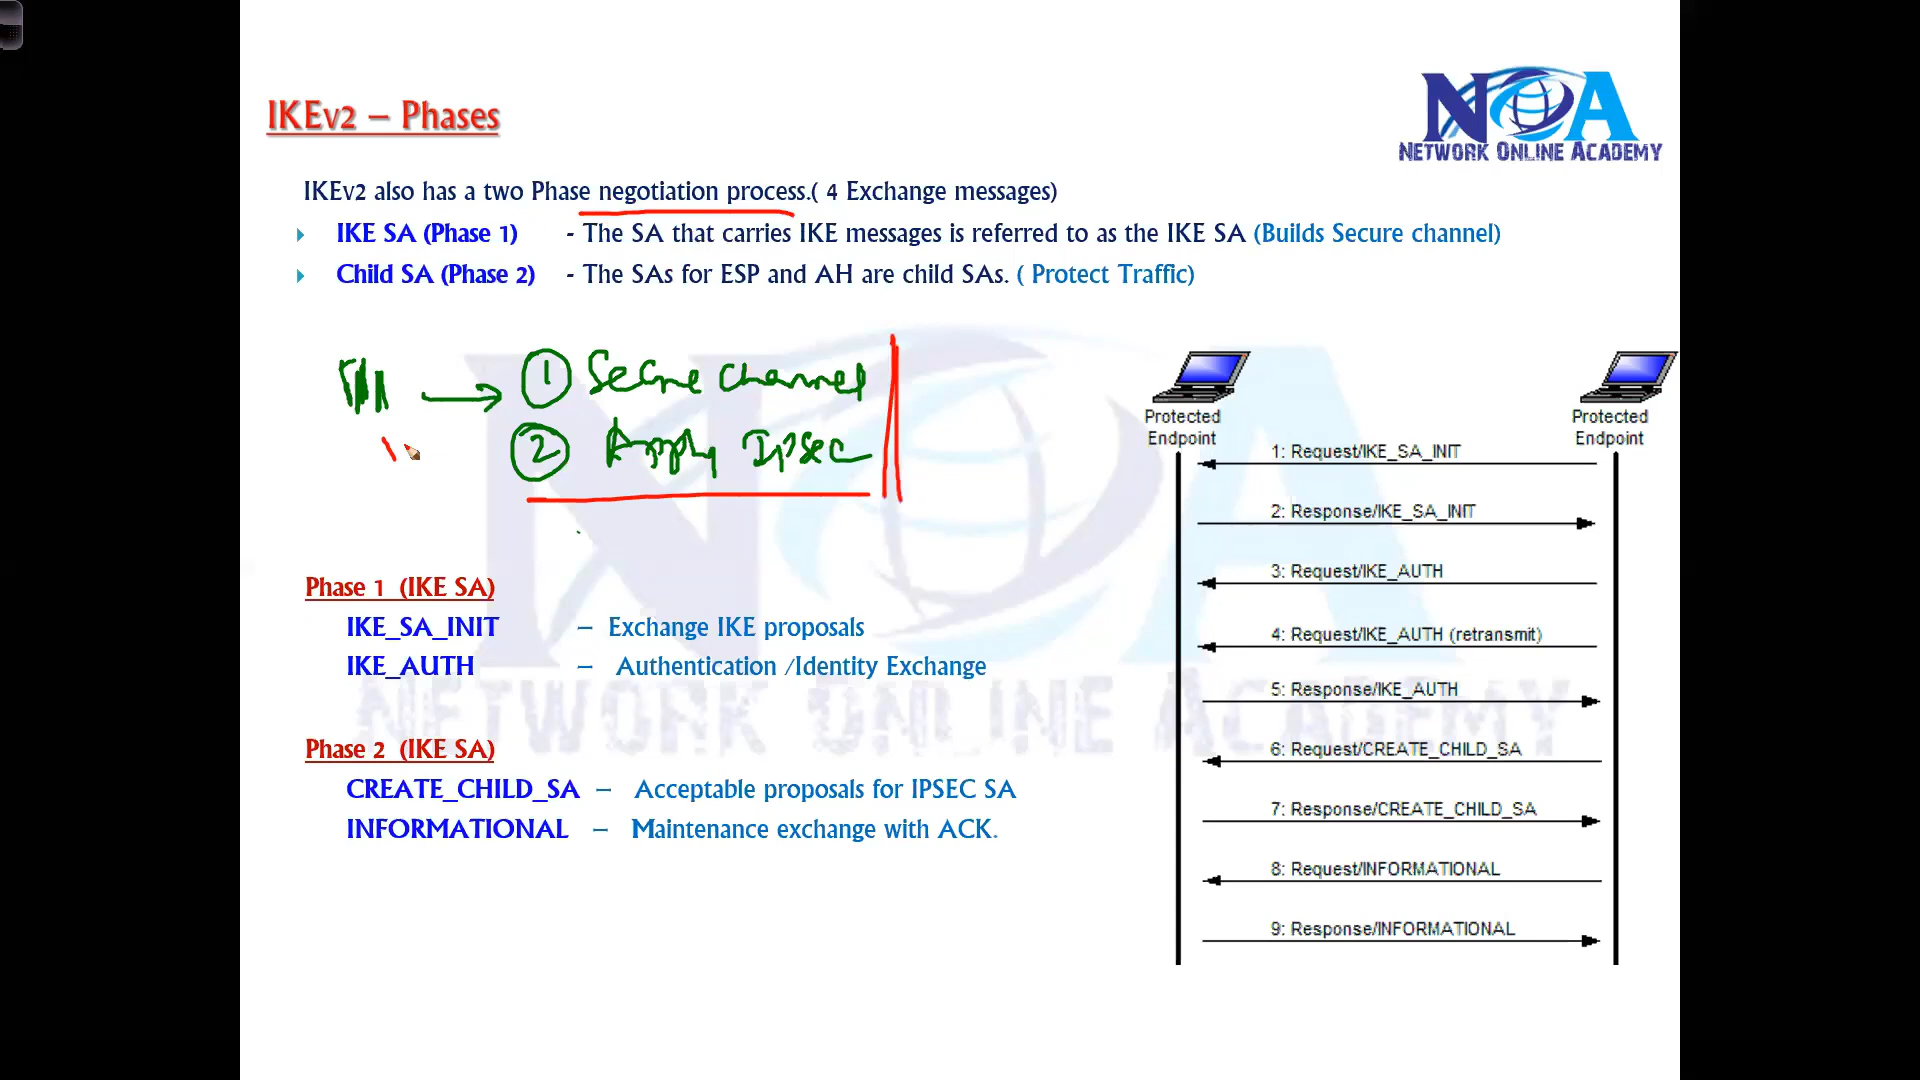 NOA
NETWORK ONLINE ACADEMY
IKEv2 – Phases
IKEv2 also has a two Phase negotiation process.( 4 Exchange messages)
IKE SA (Phase 1) - The SA that carries IKE messages is referred to as the IKE SA (Builds Secure channel)
Child SA (Phase 2) - The SAs for ESP and AH are child SAs. ( Protect Traffic)
1 Secure channel
2 Apply IPsec
Phase 1 (IKE SA)
IKE_SA_INIT – Exchange IKE proposals
IKE_AUTH – Authentication /Identity Exchange
Phase 2 (IKE SA)
CREATE_CHILD_SA – Acceptable proposals for IPSEC SA
INFORMATIONAL – Maintenance exchange with ACK.
Protected Endpoint
Protected Endpoint
1: Request/IKE_SA_INIT
2: Response/IKE_SA_INIT
3: Request/IKE_AUTH
4: Request/IKE_AUTH (retransmit)
5: Response/IKE_AUTH
6: Request/CREATE_CHILD_SA
7: Response/CREATE_CHILD_SA
8: Request/INFORMATIONAL
9: Response/INFORMATIONAL
NOA
NETWORK ONLINE ACADEMY